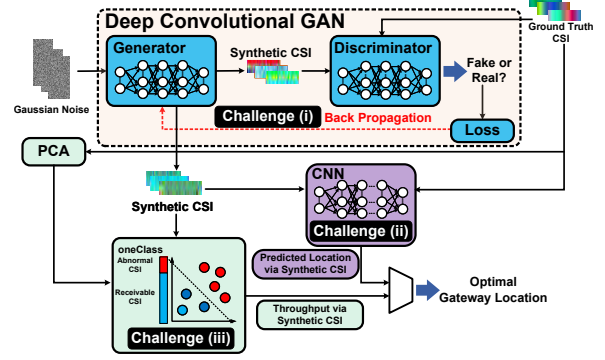 Deep Convolutional GAN
Ground Truth
CSI
Generator
Synthetic CSI
Discriminator
Fake or
Real?
Gaussian Noise
Challenge (i)
Back Propagation
Loss
PCA
CNN
Synthetic CSI
Challenge (ii)
oneClass
Abnormal
CSI
Receivable
CSI
Predicted Location
via Synthetic CSI
Optimal
Gateway Location
Throughput via
Synthetic CSI
Challenge (iii)